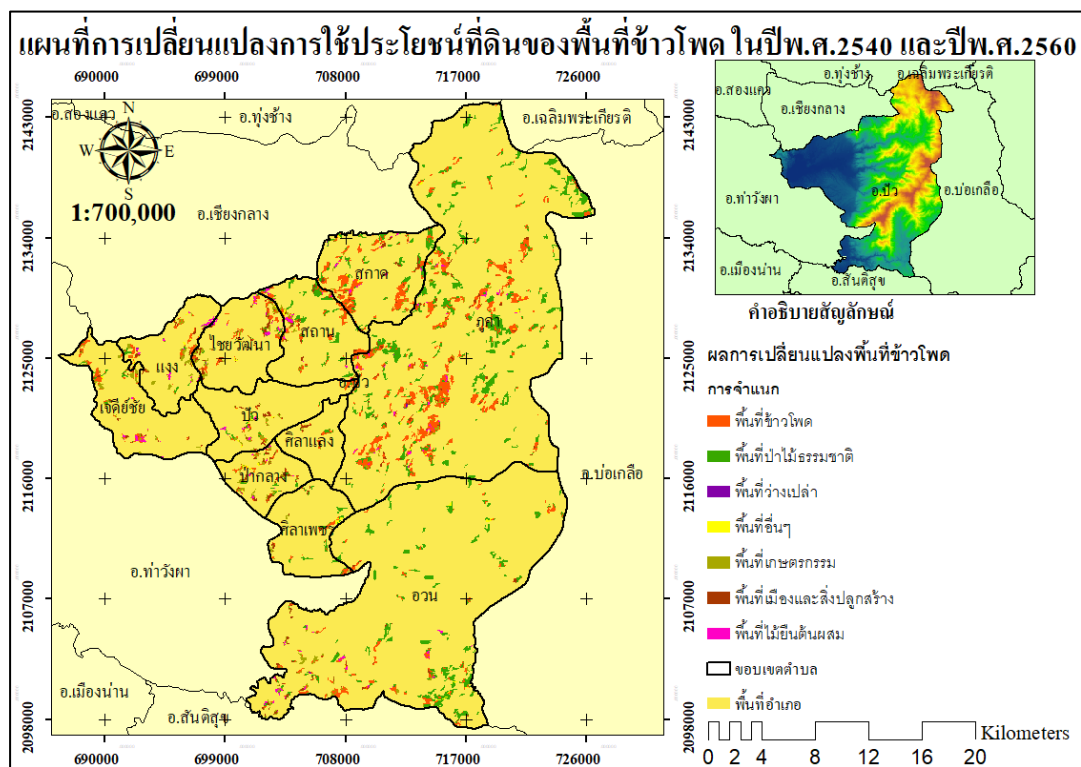 แผนที่การเปลี่ยนแปลงการใช้ประโยชน์ที่ดินของพื้นที่ข้าวโพด ในปีพ.ศ.2540 และปีพ.ศ.2560
690000 699000 708000 717000 726000
2143000
2134000
2125000
2116000
2107000
2098000
อ.สองแคว
อ.ทุ่งช้าง
อ.เฉลิมพระเกียรติ
N
W E
S
1:700,000
อ.เชียงกลาง
สกาด
ภูคา
สถาน
ไชยวัฒนา
แงง
อ.ปัว
เจดีย์ชัย
ปัว
ศิลาแลง
ป่ากลาง
อ.บ่อเกลือ
ศิลาเพชร
อ.ท่าวังผา
อวน
อ.เมืองน่าน
อ.สันติสุข
690000 699000 708000 717000 726000
2143000
2134000
2125000
2116000
2107000
2098000
อ.ทุ่งช้าง
อ.เฉลิมพระเกียรติ
อ.สองแคว
อ.เชียงกลาง
อ.ปัว
อ.บ่อเกลือ
อ.ท่าวังผา
อ.เมืองน่าน
อ.สันติสุข
คำอธิบายสัญลักษณ์
ผลการเปลี่ยนแปลงพื้นที่ข้าวโพด
การจำแนก
พื้นที่ข้าวโพด
พื้นที่ป่าไม้ธรรมชาติ
พื้นที่ว่างเปล่า
พื้นที่อื่นๆ
พื้นที่เกษตรกรรม
พื้นที่เมืองและสิ่งปลูกสร้าง
พื้นที่ไม้ยืนต้นผสม
ขอบเขตตำบล
พื้นที่อำเภอ
Kilometers
0 2 4 8 12 16 20